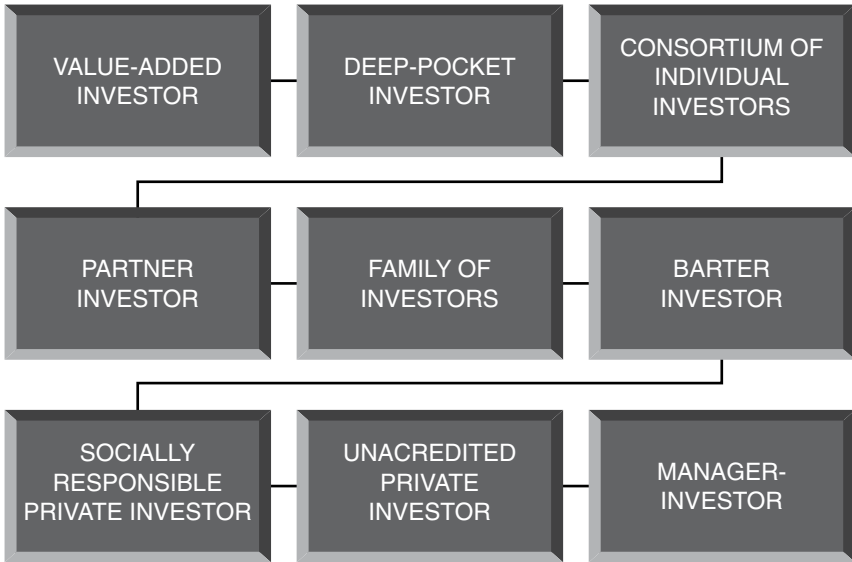 VALUE-ADDED
INVESTOR
DEEP-POCKET
INVESTOR
CONSORTIUM OF
INDIVIDUAL
INVESTORS
PARTNER
INVESTOR
FAMILY OF
INVESTORS
BARTER
INVESTOR
SOCIALLY
RESPONSIBLE
PRIVATE INVESTOR
UNACREDITED
PRIVATE
INVESTOR
MANAGER-
INVESTOR